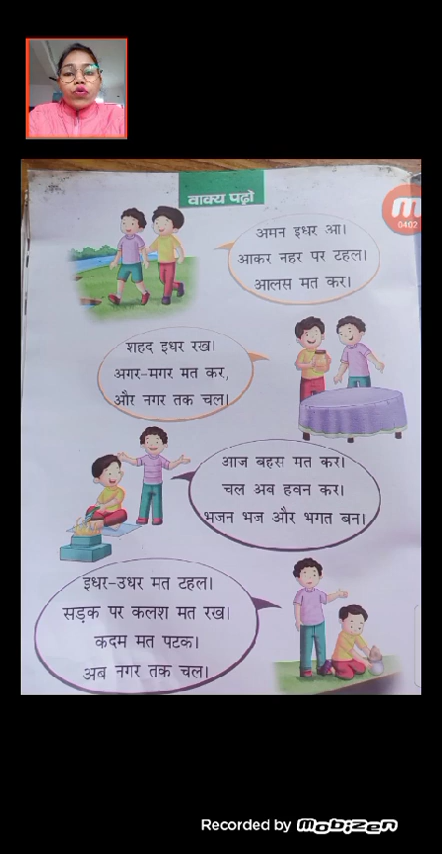 वाक्य पढ़ो
04:02
अमन इधर आ।
आकर नहर पर टहल।
आलस मत कर।
शहद इधर रख।
अगर-मगर मत कर,
और नगर तक चल।
आज बहस मत कर।
चल अब हवन कर।
भजन भज और भगत बन।
इधर-उधर मत टहल।
सड़क पर कलश मत रख।
कदम मत पटक।
अब नगर तक चल।
Recorded by mobizen